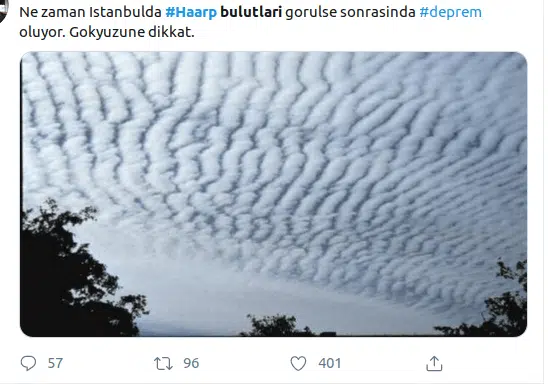 Ne zaman Istanbulda #Haarp bulutlari gorulse sonrasinda #deprem
oluyor. Gokyuzune dikkat.
57 96 401